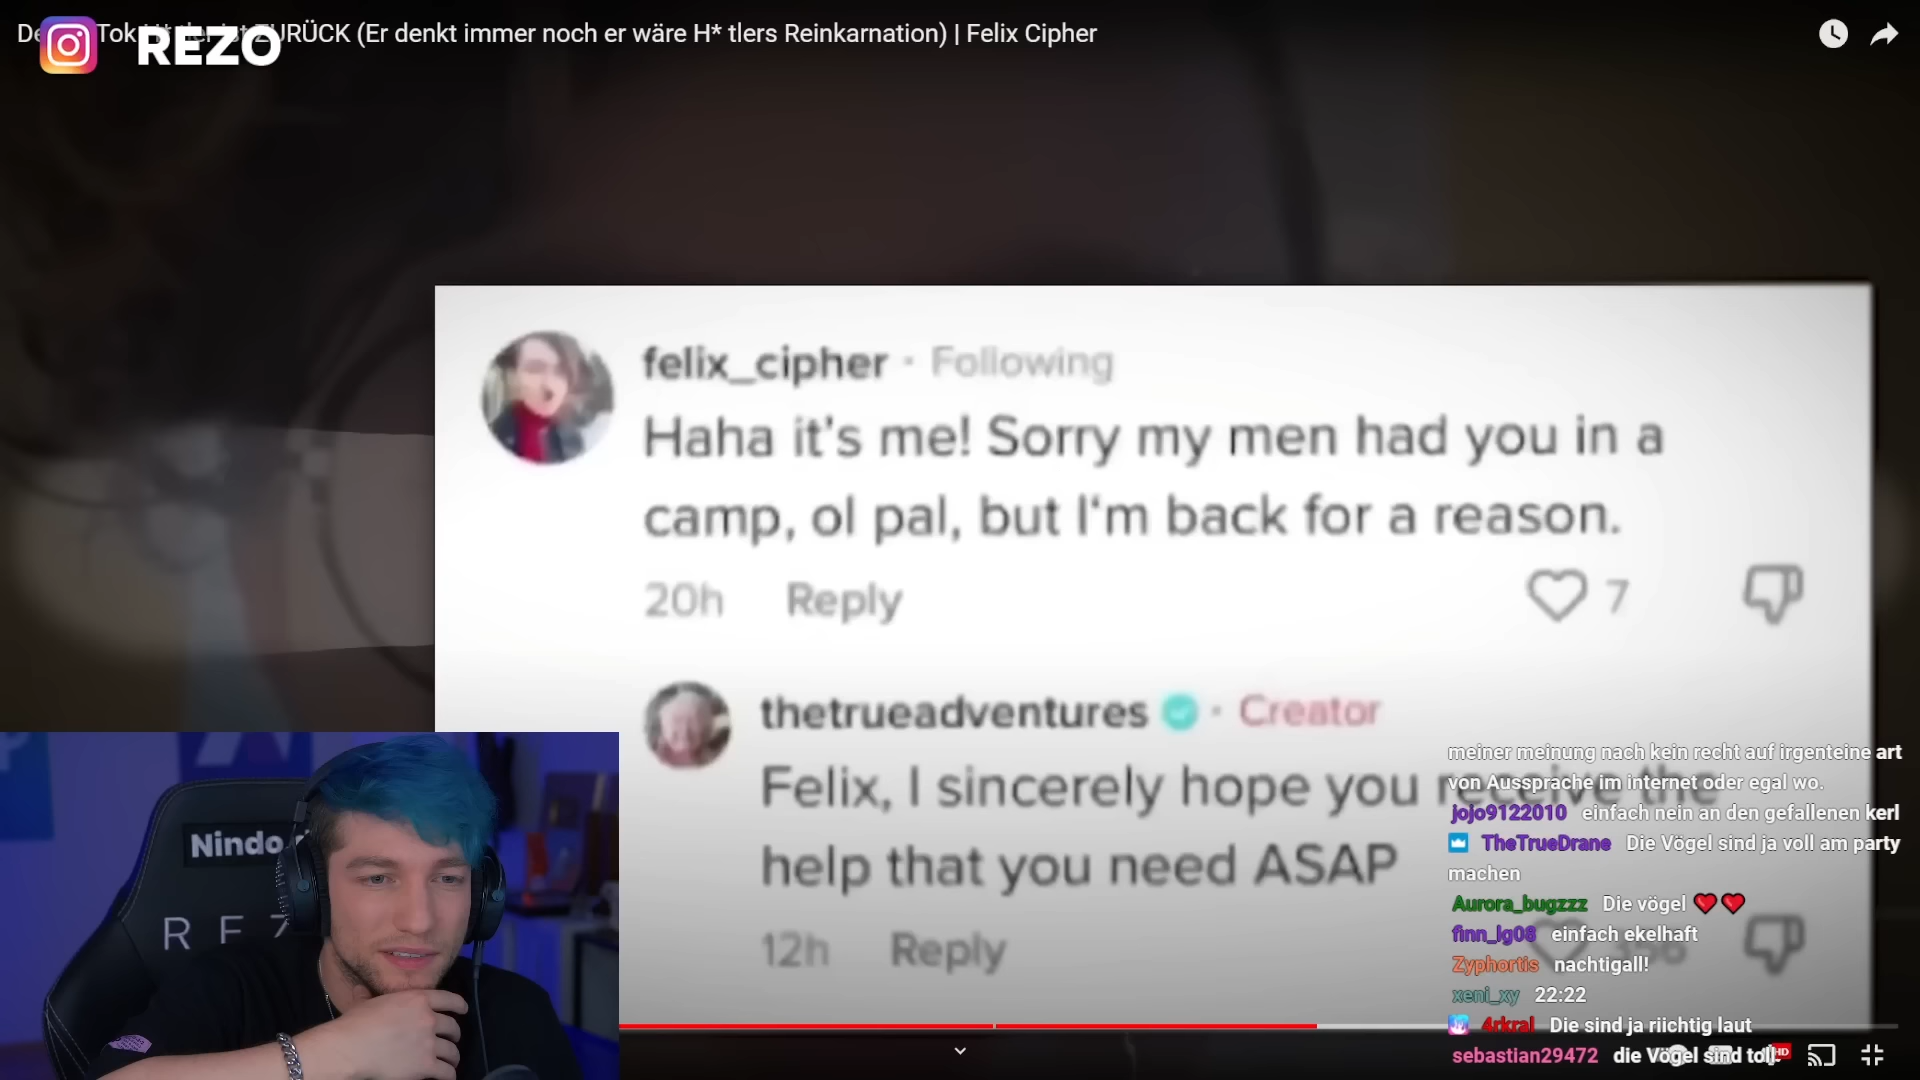 ZURÜCK (Er denkt immer noch er wäre H* tlers Reinkarnation) | Felix Cipher
REZO
felix_cipher · Following
Haha it's me! Sorry my men had you in a
camp, ol pal, but I'm back for a reason.
20h Reply 7
thetrueadventures · Creator
Felix, I sincerely hope you receive the
help that you need ASAP
12h Reply
Nindo
REZ
meiner meinung nach kein recht auf irgenteine art
von Aussprache im internet oder egal wo.
jojo9122010 einfach nein an den gefallenen kerl
TheTrueDrane Die Vögel sind ja voll am party
machen
Aurora_bugzzz Die vögel
finn_lg08 einfach ekelhaft
Zyphortis nachtigall!
xeni_xy 22:22
4rkral Die sind ja riichtig laut
sebastian29472 die Vögel sind toll
HD